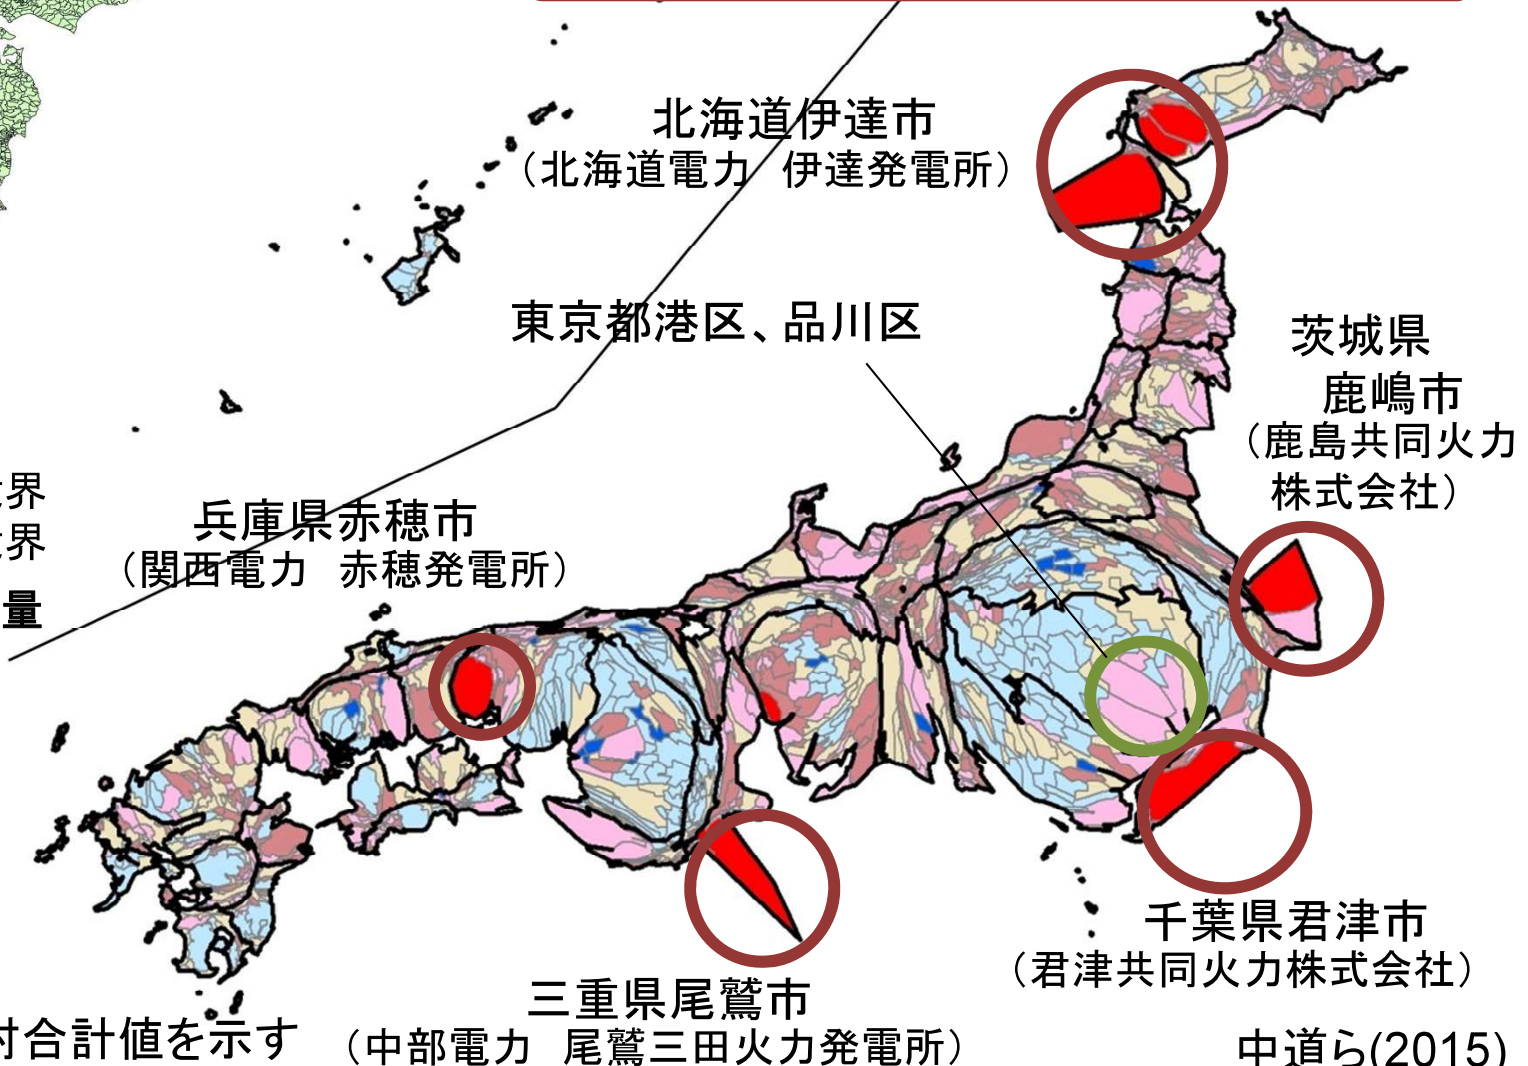 北海道伊達市
（北海道電力　伊達発電所）
東京都港区、品川区
茨城県
鹿嶋市
（鹿島共同火力
株式会社）
界
界
量
兵庫県赤穂市
（関西電力　赤穂発電所）
千葉県君津市
（君津共同火力株式会社）
三重県尾鷲市
（中部電力　尾鷲三田火力発電所）
合計値を示す
中道ら(2015)